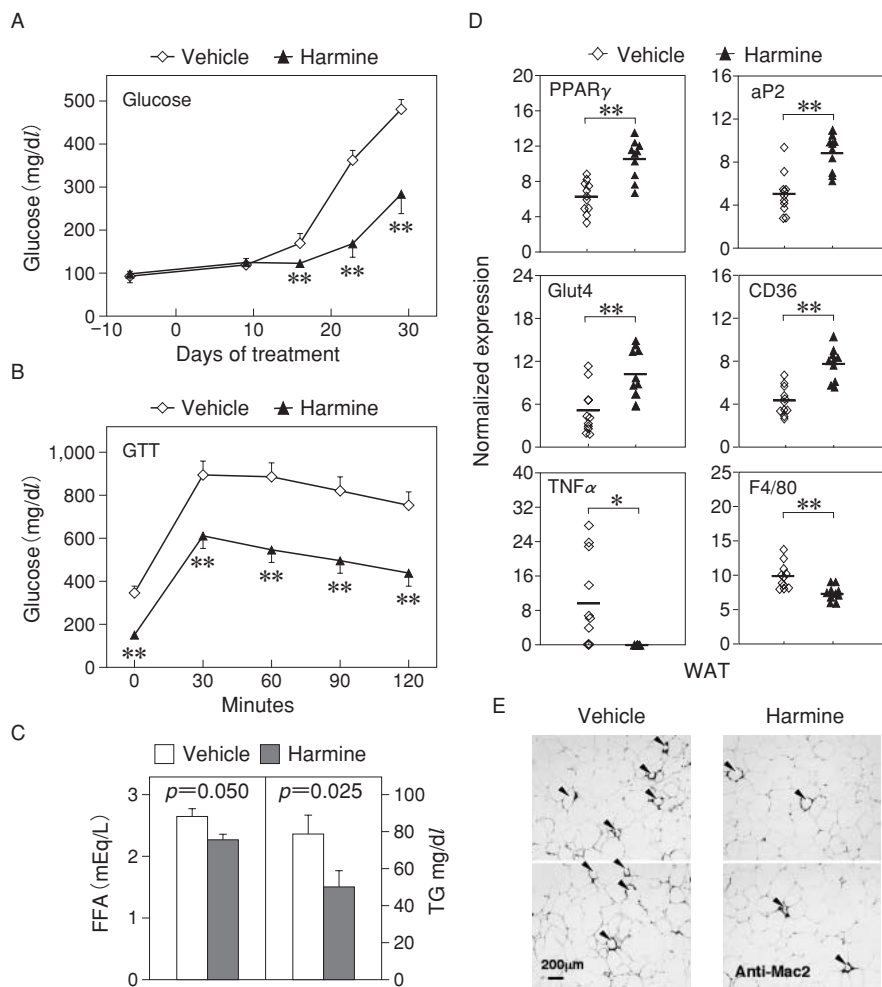 A
Vehicle Harmine
Glucose
Glucose (mg/dl)
500
400
300
200
100
0
** ** **
−10 0 10 20 30
Days of treatment
B
Vehicle Harmine
GTT
Glucose (mg/dl)
1,000
800
600
400
200
0
** ** ** ** **
0 30 60 90 120
Minutes
C
Vehicle Harmine
p=0.050 p=0.025
FFA (mEq/L)
3
2
1
0
100
80
60
40
20
0
TG mg/dl
D
Vehicle Harmine
Normalized expression
PPARγ
**
20
16
12
8
4
0
aP2
**
16
12
8
4
0
Glut4
**
24
18
12
6
0
CD36
**
16
12
8
4
0
TNFα
*
40
32
24
16
8
0
F4/80
**
25
20
15
10
5
0
WAT
E
Vehicle Harmine
200μm
Anti-Mac2